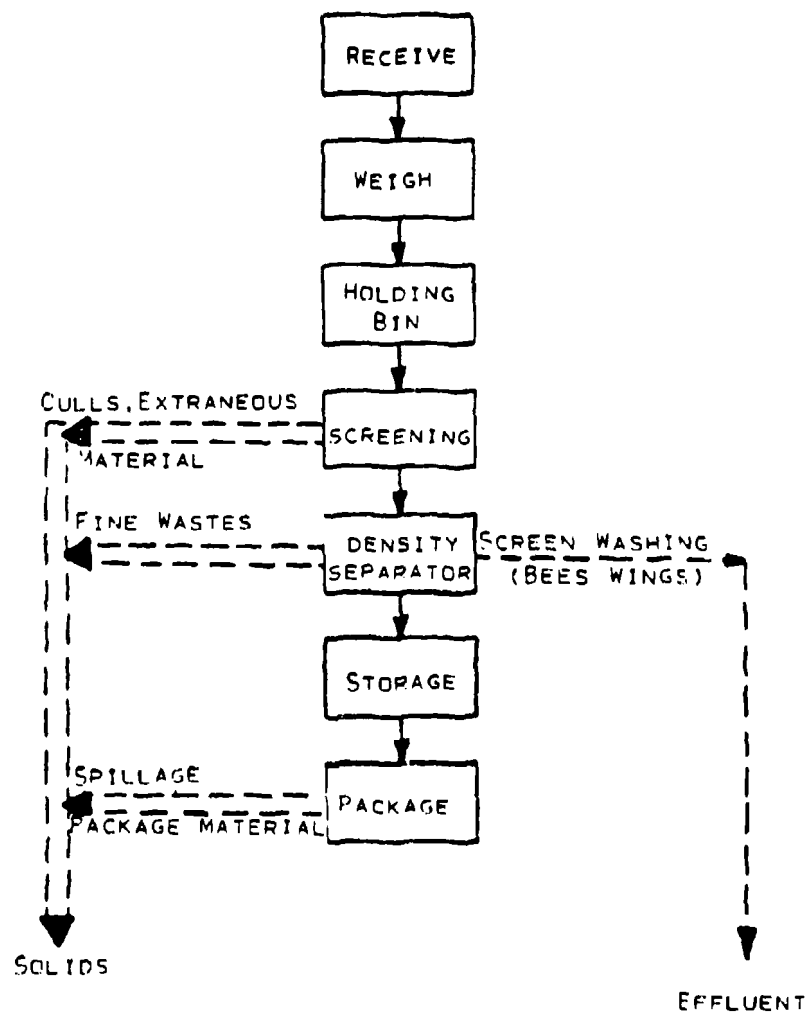 RECEIVE
WEIGH
HOLDING
BIN
CULLS, EXTRANEOUS
MATERIAL
SCREENING
FINE WASTES
DENSITY
SEPARATOR
SCREEN WASHING
(BEES WINGS)
STORAGE
SPILLAGE
PACKAGE MATERIAL
PACKAGE
SOLIDS
EFFLUENT